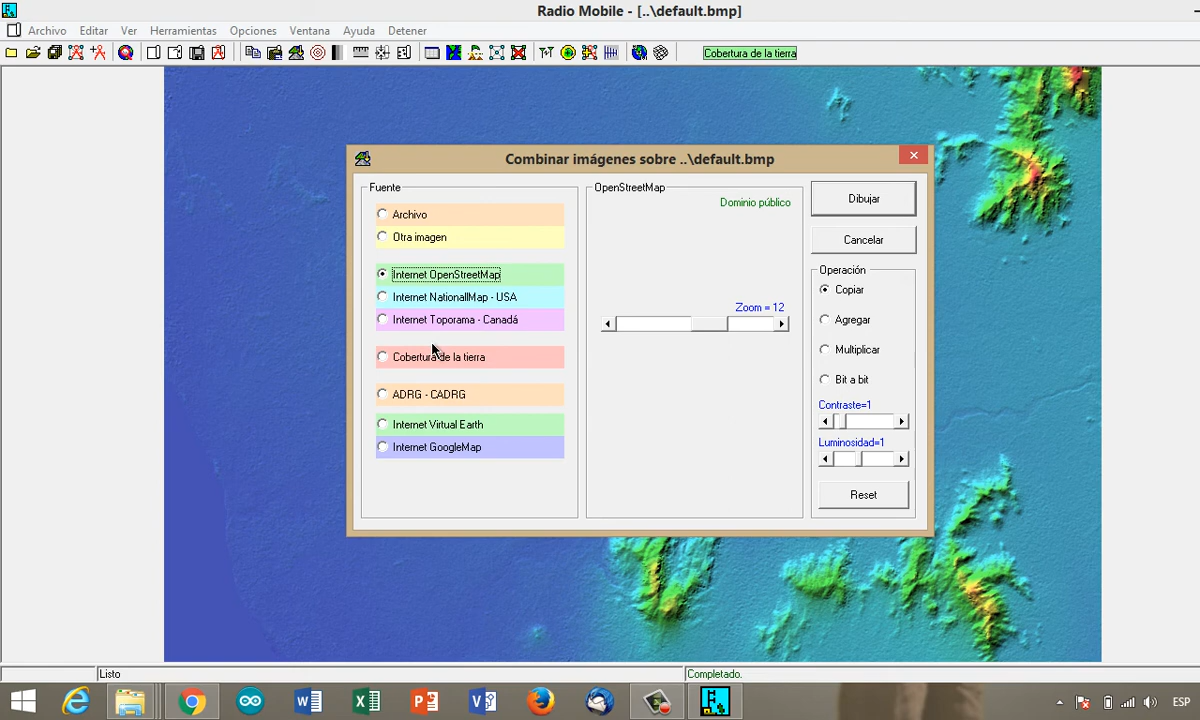 Radio Mobile - [..\default.bmp]
Archivo Editar Ver Herramientas Opciones Ventana Ayuda Detener
Cobertura de la tierra
Combinar imágenes sobre ..\default.bmp
Fuente
Archivo
Otra imagen
Internet OpenStreetMap
Internet NationalMap - USA
Internet Toporama - Canadá
Cobertura de la tierra
ADRG - CADRG
Internet Virtual Earth
Internet GoogleMap
OpenStreetMap
Dominio público
Zoom = 12
Dibujar
Cancelar
Operación
Copiar
Agregar
Multiplicar
Bit a bit
Contraste=1
Luminosidad=1
Reset
Listo
Completado.
ESP